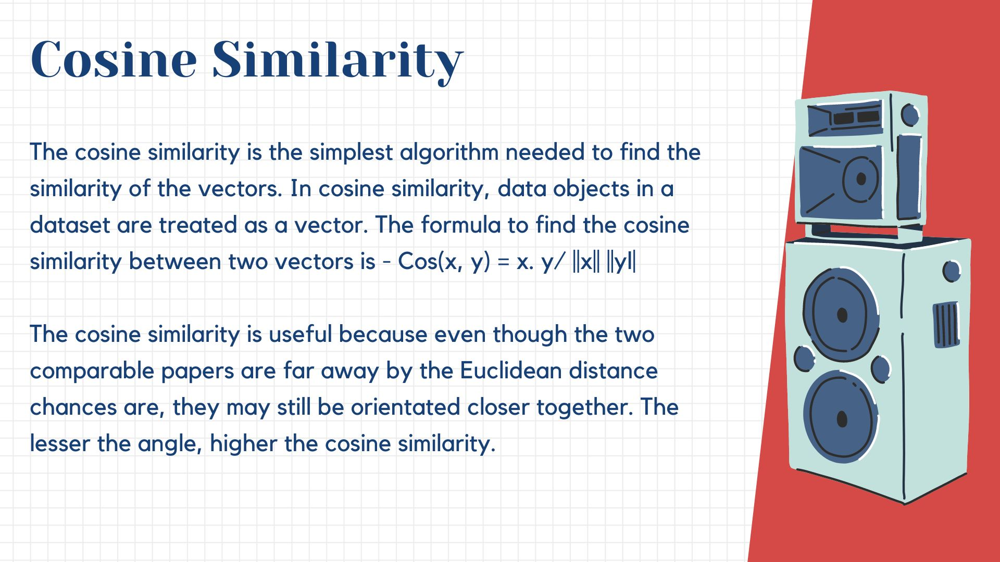 Cosine Similarity
The cosine similarity is the simplest algorithm needed to find the
similarity of the vectors. In cosine similarity, data objects in a
dataset are treated as a vector. The formula to find the cosine
similarity between two vectors is - Cos(x, y) = x. y/ ||x|| ||yI|
The cosine similarity is useful because even though the two
comparable papers are far away by the Euclidean distance
chances are, they may still be orientated closer together. The
lesser the angle, higher the cosine similarity.